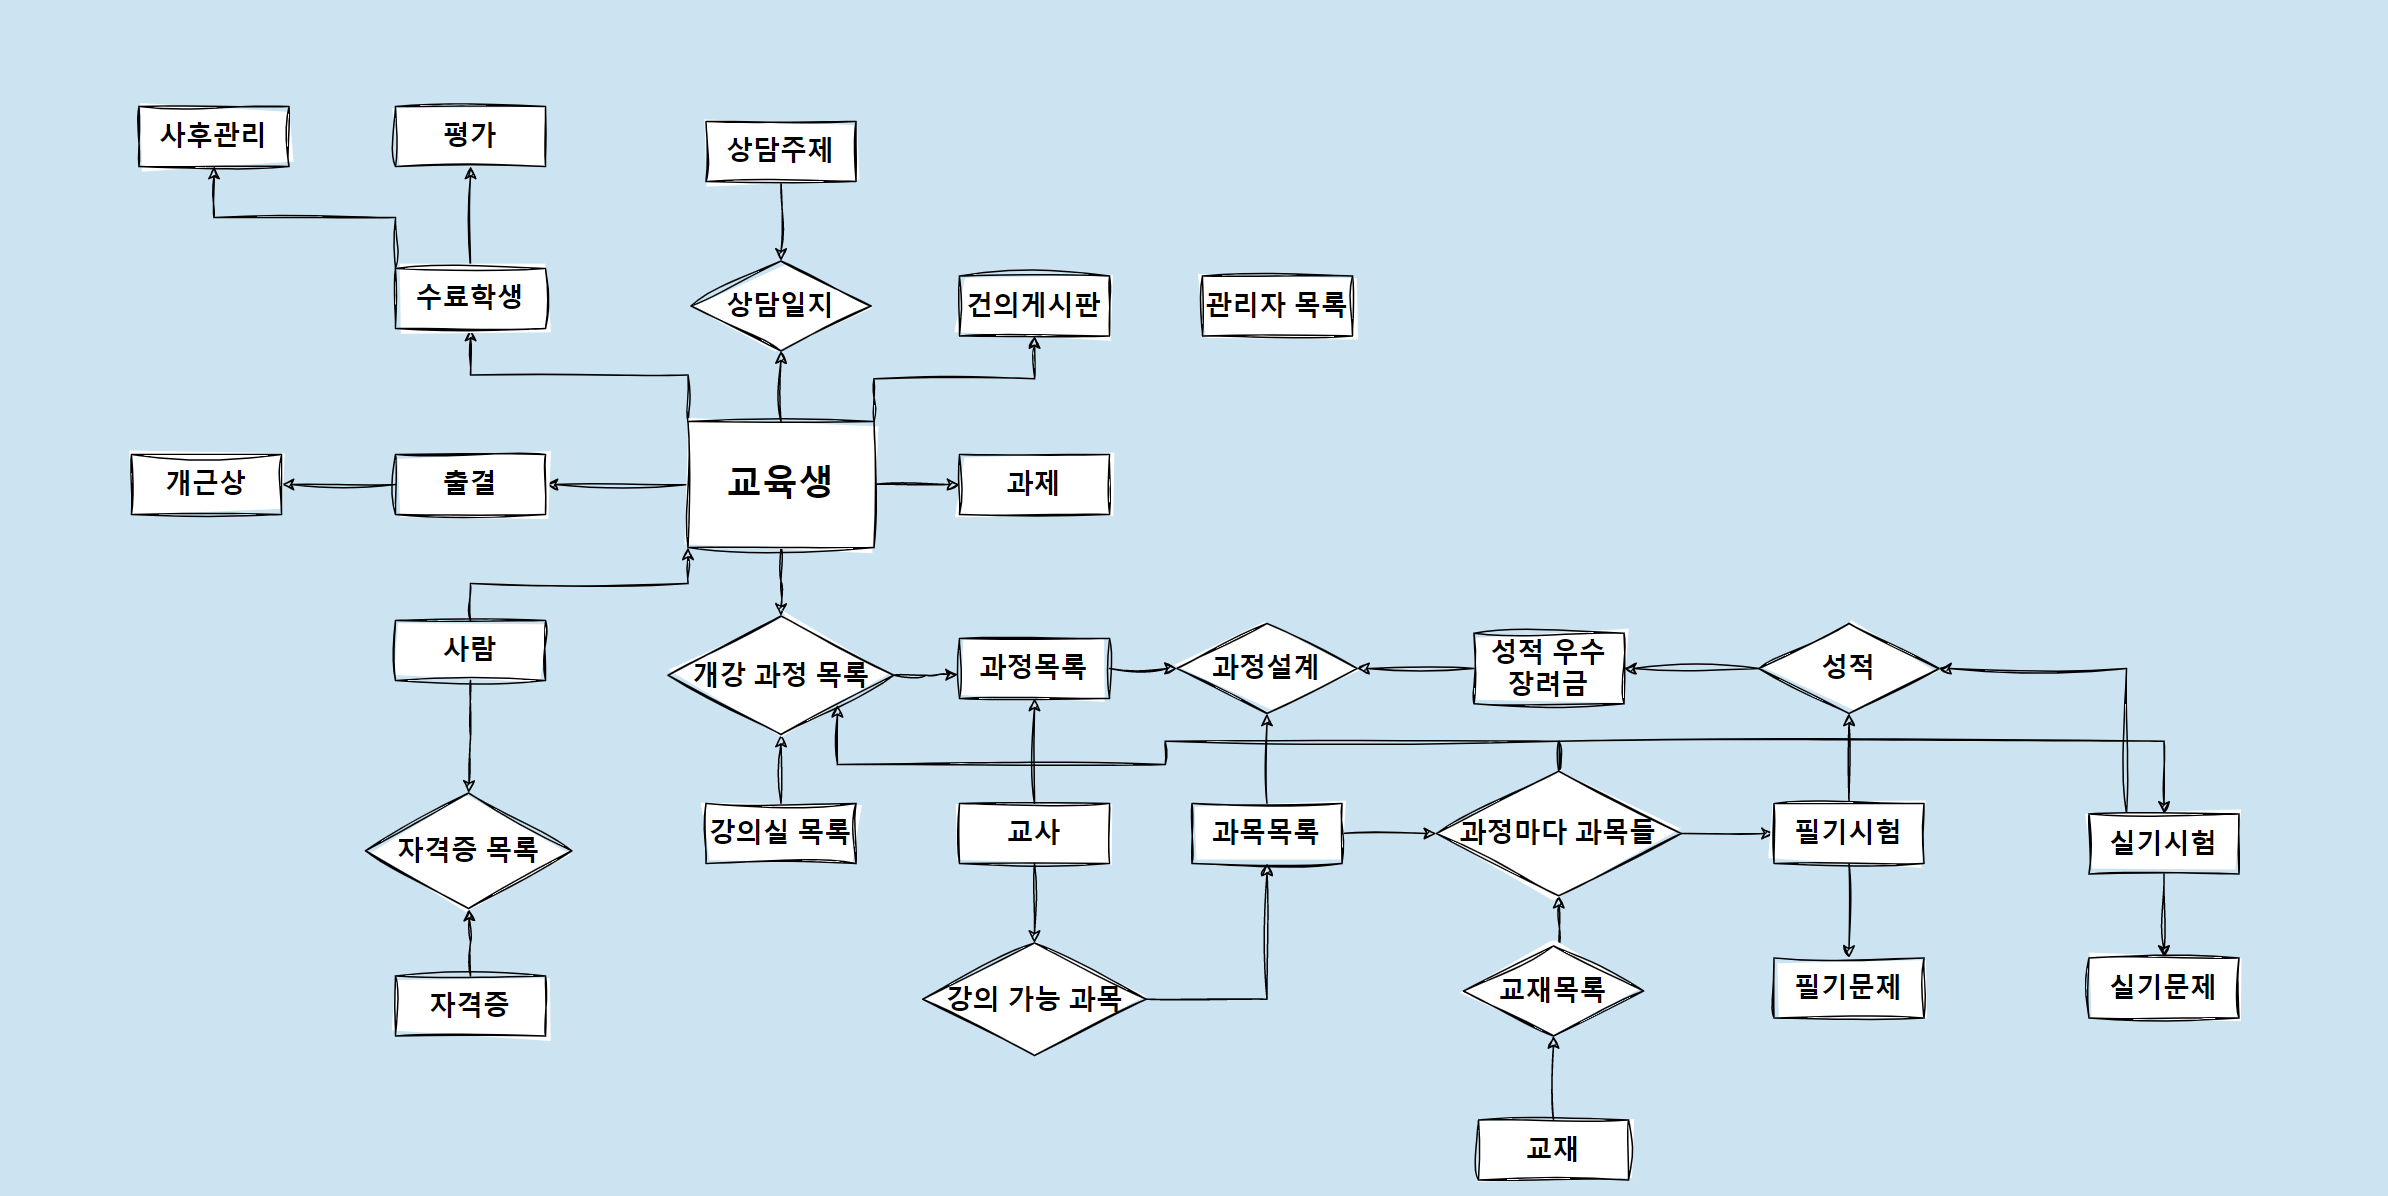 사후관리
평가
상담주제
수료학생
상담일지
건의게시판
관리자 목록
개근상
출결
교육생
과제
사람
개강 과정 목록
과정목록
과정설계
성적 우수
장려금
성적
자격증 목록
강의실 목록
교사
과목목록
과정마다 과목들
필기시험
실기시험
자격증
강의 가능 과목
교재목록
필기문제
실기문제
교재